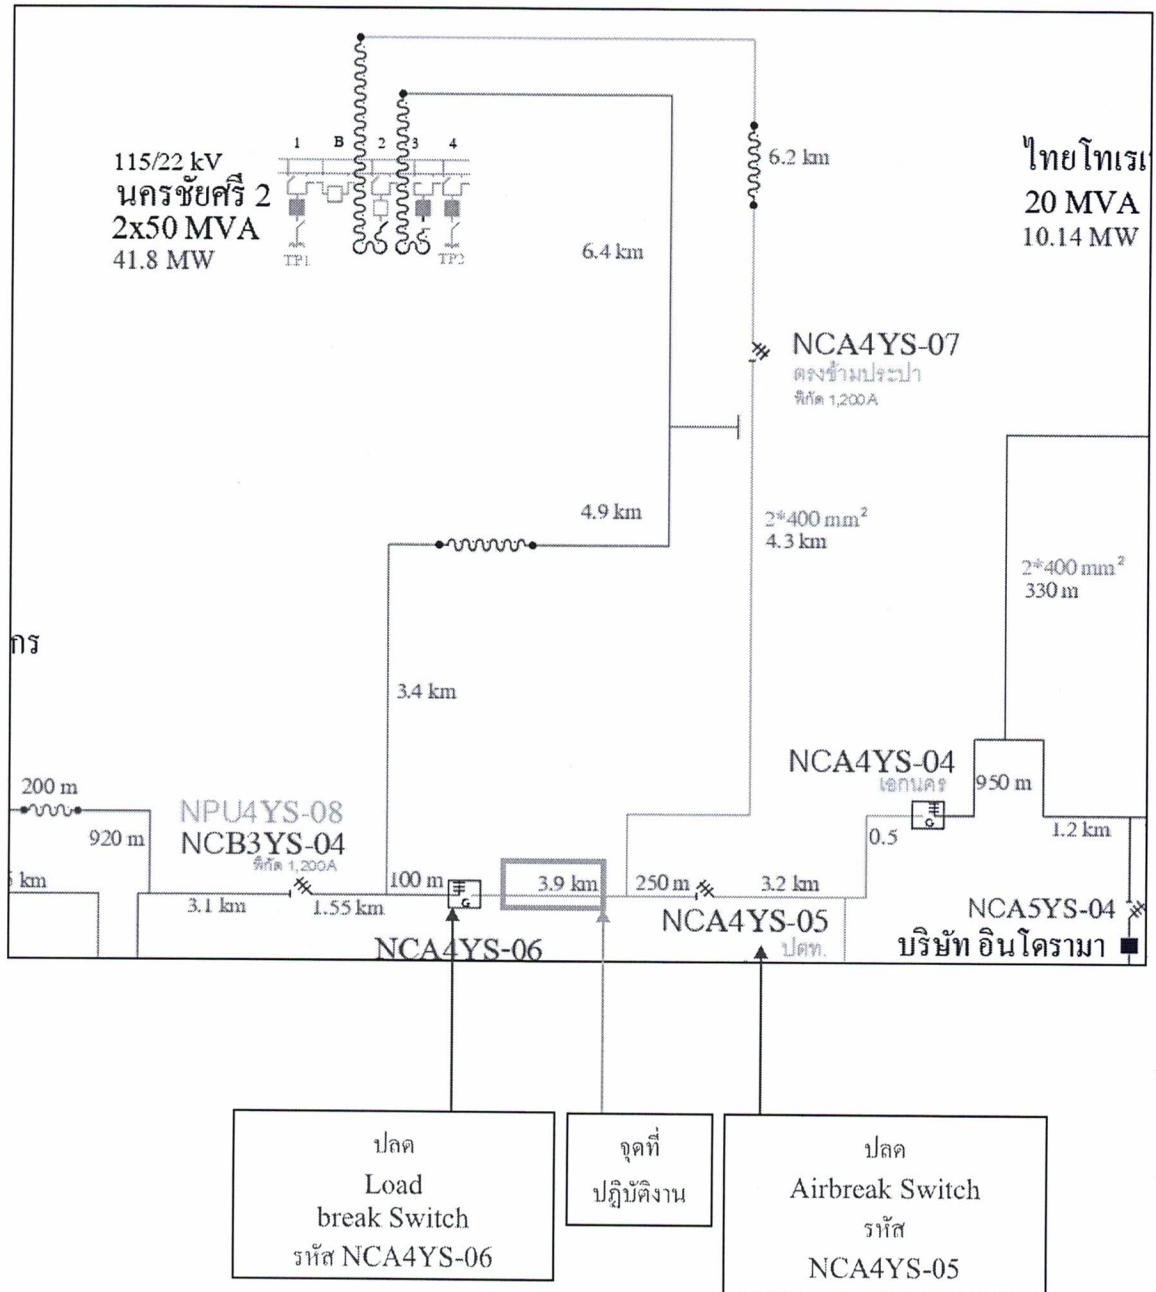 1 B 2 3 4
115/22 kV
นครชัยศรี 2
2x50 MVA
41.8 MW
TP1
TP2
6.2 km
20 MVA
10.14 MW
6.4 km
NCA4YS-07
ตรงข้ามประปา
พิกัด 1,200A
4.9 km
2*400 mm²
4.3 km
2*400 mm²
330 m
กร
3.4 km
NCA4YS-04
เอกนคร
950 m
200 m
NPU4YS-08
920 m
NCB3YS-04
พิกัด 1,200A
0.5
1.2 km
km
100 m
3.9 km
250 m
3.2 km
3.1 km
1.55 km
G
G
NCA4YS-05
ปตท.
NCA5YS-04
NCA4YS-06
บริษัท อินโดรามา
ปลด
Load
break Switch
รหัส NCA4YS-06
จุดที่
ปฏิบัติงาน
ปลด
Airbreak Switch
รหัส
NCA4YS-05